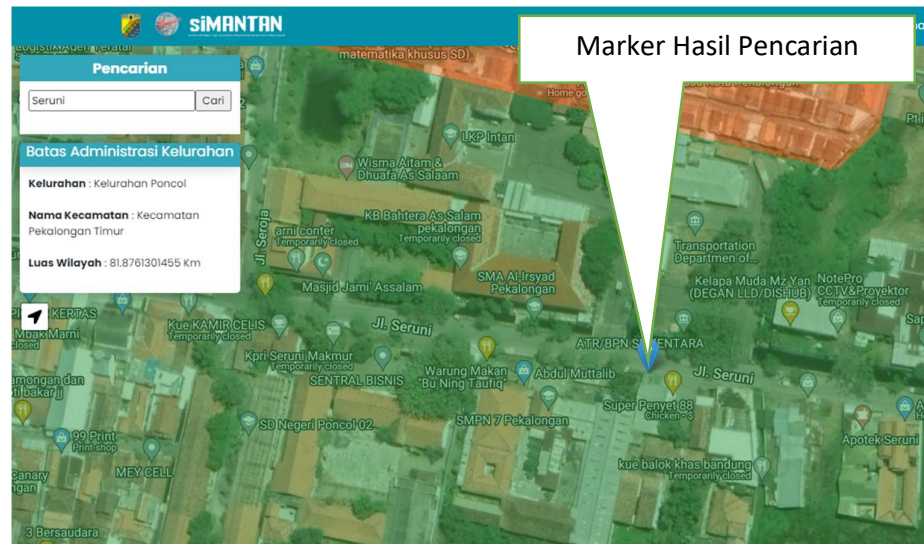 siMANTAN
Marker Hasil Pencarian
matematika khusus SD)
Pencarian
Seruni
Cari
Batas Administrasi Kelurahan
Kelurahan : Kelurahan Poncol
Nama Kecamatan : Kecamatan
Pekalongan Timur
Luas Wilayah : 81.8761301455 Km
LKP Intan
Wisma Aitam &
Dhuafa As Salaam
KB Bahtera As-Salam
pekalongan
Temporarily closed
Jl. Seroja
arni conter
Temporarily closed
Transportation
Departmen of...
SMA Al-Irsyad
Pekalongan
Masjid Jami' Assalam
Kelapa Muda Mz Yan
(DEGAN LLD/DISHUB)
NotePro
CCTV&Proyektor
Temporarily closed
KERTAS
Mbak Marni
closed
Kue KAMIR CELIS
Temporarily closed
Jl. Seruni
Kpri Seruni Makmur
Temporarily closed
SENTRAL BISNIS
Warung Makan
"Bu Ning Taufiq"
Abdul Muttalib
Jl. Seruni
Super Penyet 88
Chicken • $
SD Negeri Poncol 02
SMPN 7 Pekalongan
Apotek Seruni
99 Print
Print shop
MEY CELL
kue balok khas bandung
Temporarily closed
3 Bersaudara